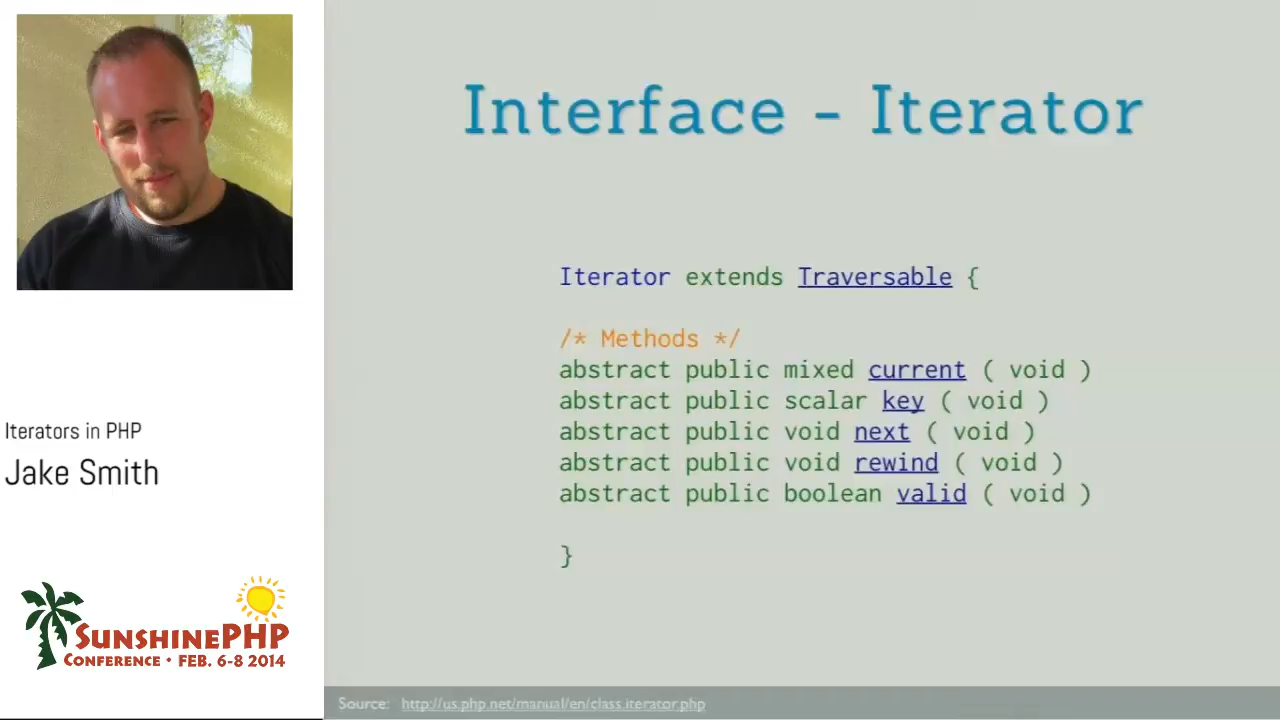 Interface - Iterator
Iterator extends Traversable {
/* Methods */
abstract public mixed current ( void )
abstract public scalar key ( void )
abstract public void next ( void )
abstract public void rewind ( void )
abstract public boolean valid ( void )
}
Iterators in PHP
Jake Smith
SUNSHINEPHP
CONFERENCE • FEB. 6-8 2014
Source: http://us.php.net/manual/en/class.iterator.php